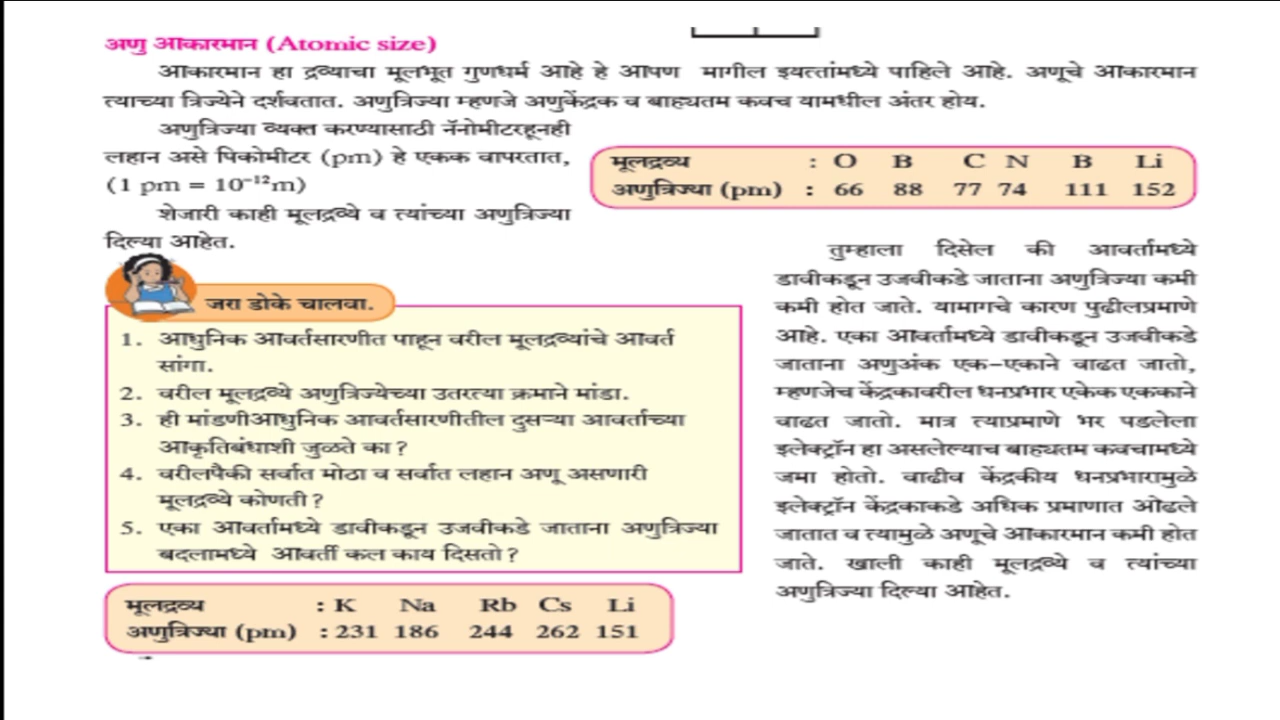 अणु आकारमान (Atomic size)
आकारमान हा द्रव्याचा मूलभूत गुणधर्म आहे हे आपण मागील इयत्तांमध्ये पाहिले आहे. अणूचे आकारमान
त्याच्या त्रिज्येने दर्शवतात. अणुत्रिज्या म्हणजे अणुकेंद्रक व बाह्यतम कवच यामधील अंतर होय.
अणुत्रिज्या व्यक्त करण्यासाठी नॅनोमीटरहूनही
लहान असे पिकोमीटर (pm) हे एकक वापरतात,
(1 pm = 10⁻¹²m)
शेजारी काही मूलद्रव्ये व त्यांच्या अणुत्रिज्या
दिल्या आहेत.
मूलद्रव्य : O B C N B Li
अणुत्रिज्या (pm) : 66 88 77 74 111 152
जरा डोके चालवा.
1. आधुनिक आवर्तसारणीत पाहून वरील मूलद्रव्यांचे आवर्त
सांगा.
2. वरील मूलद्रव्ये अणुत्रिज्येच्या उतरत्या क्रमाने मांडा.
3. ही मांडणीआधुनिक आवर्तसारणीतील दुसऱ्या आवर्ताच्या
आकृतिबंधाशी जुळते का ?
4. वरीलपैकी सर्वात मोठा व सर्वात लहान अणू असणारी
मूलद्रव्ये कोणती ?
5. एका आवर्तामध्ये डावीकडून उजवीकडे जाताना अणुत्रिज्या
बदलामध्ये आवर्ती कल काय दिसतो ?
मूलद्रव्य : K Na Rb Cs Li
अणुत्रिज्या (pm) : 231 186 244 262 151
तुम्हाला दिसेल की आवर्तामध्ये
डावीकडून उजवीकडे जाताना अणुत्रिज्या कमी
कमी होत जाते. यामागचे कारण पुढीलप्रमाणे
आहे. एका आवर्तामध्ये डावीकडून उजवीकडे
जाताना अणुअंक एक-एकाने वाढत जातो,
म्हणजेच केंद्रकावरील धनप्रभार एकेक एककाने
वाढत जातो. मात्र त्याप्रमाणे भर पडलेला
इलेक्ट्रॉन हा असलेल्याच बाह्यतम कवचामध्ये
जमा होतो. वाढीव केंद्रकीय धनप्रभारामुळे
इलेक्ट्रॉन केंद्रकाकडे अधिक प्रमाणात ओढले
जातात व त्यामुळे अणूचे आकारमान कमी होत
जाते. खाली काही मूलद्रव्ये व त्यांच्या
अणुत्रिज्या दिल्या आहेत.